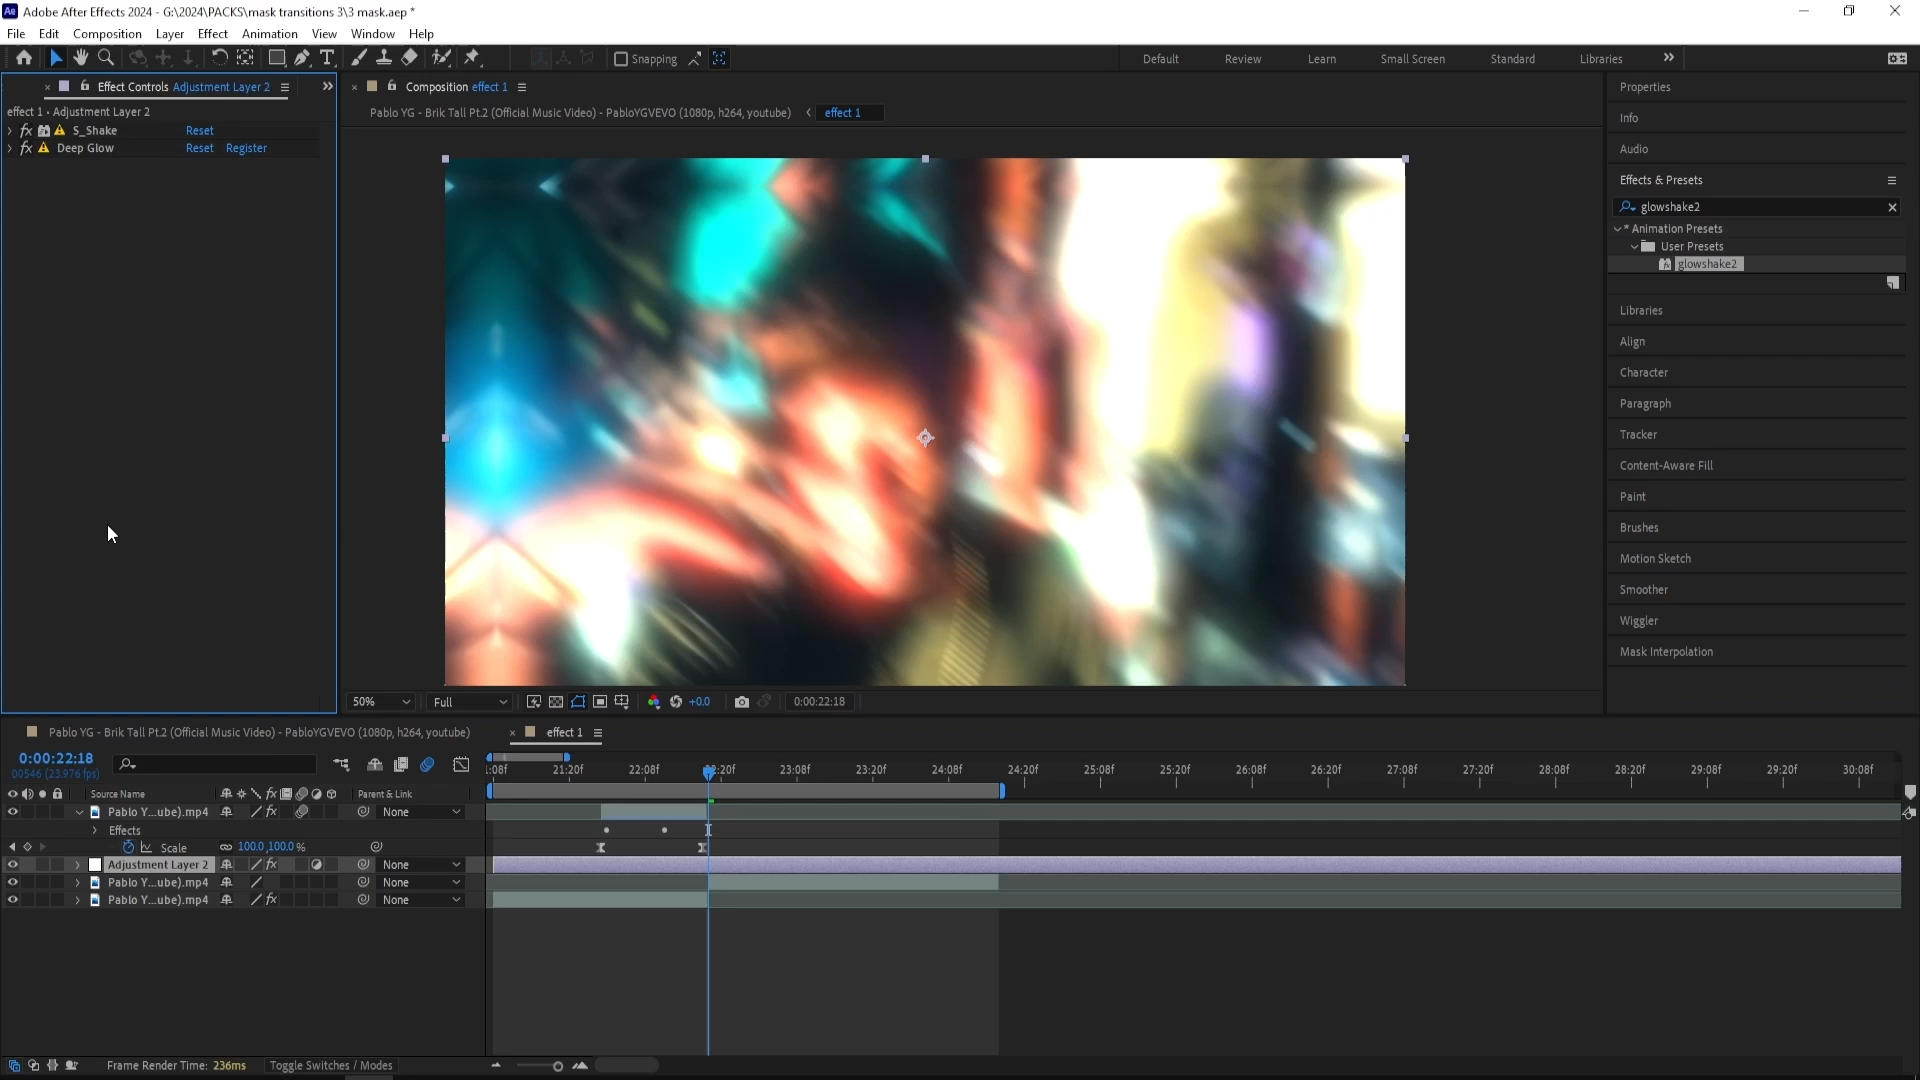 Adobe After Effects 2024 - G:\2024\PACKS\mask transitions 3\3 mask.aep *
File Edit Composition Layer Effect Animation View Window Help
Snapping
Default Review Learn Small Screen Standard Libraries
Effect Controls Adjustment Layer 2
effect 1 • Adjustment Layer 2
fx S_Shake Reset
fx Deep Glow Reset Register
Composition effect 1
Pablo YG - Brik Tall Pt.2 (Official Music Video) - PabloYGVEVO (1080p, h264, youtube) effect 1
50% Full +0.0 0:00:22:18
Properties
Info
Audio
Effects & Presets
glowshake2
* Animation Presets
User Presets
glowshake2
Libraries
Align
Character
Paragraph
Tracker
Content-Aware Fill
Paint
Brushes
Motion Sketch
Smoother
Wiggler
Mask Interpolation
Pablo YG - Brik Tall Pt.2 (Official Music Video) - PabloYGVEVO (1080p, h264, youtube) effect 1
0:00:22:18
00546 (23.976 fps)
1:08f 21:20f 22:08f 23:08f 23:20f 24:08f 24:20f 25:08f 25:20f 26:08f 26:20f 27:08f 27:20f 28:08f 28:20f 29:08f 29:20f 30:08f
Source Name fx Parent & Link
Pablo Y...ube).mp4 fx None
Effects
Scale 100.0,100.0 %
Adjustment Layer 2 fx None
Pablo Y...ube).mp4 None
Pablo Y...ube).mp4 fx None
Frame Render Time: 236ms Toggle Switches / Modes